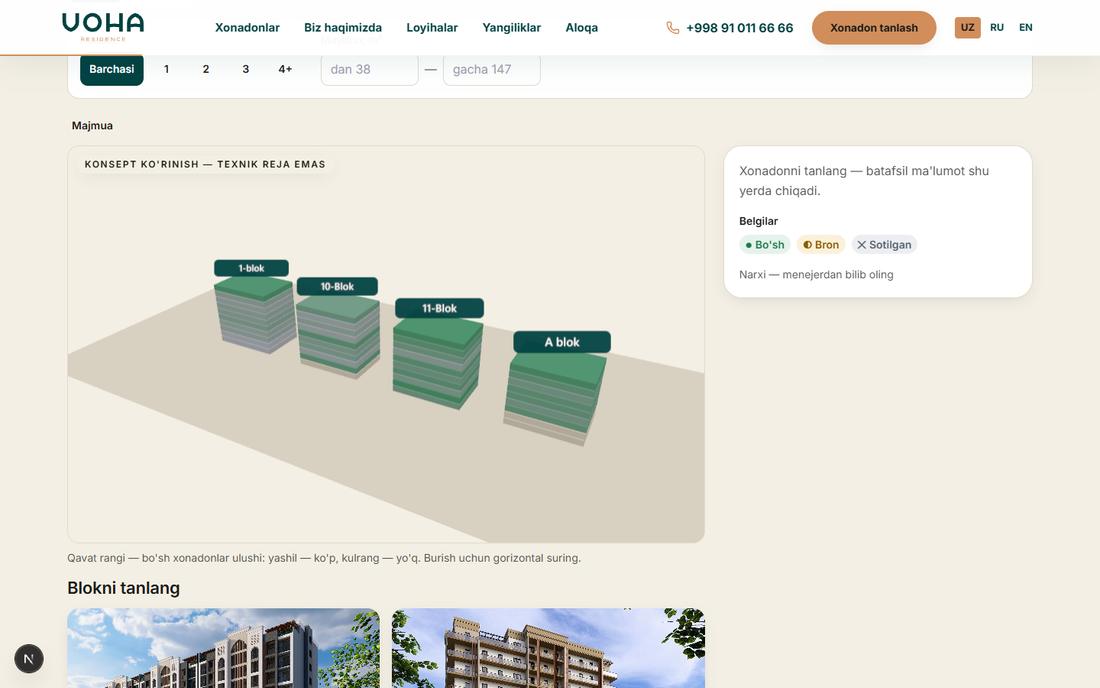 VOHA
RESIDENCE
Xonadonlar
Biz haqimizda
Loyihalar
Yangiliklar
Aloqa
+998 91 011 66 66
Xonadon tanlash
UZ
RU
EN
Barchasi
1
2
3
4+
dan 38
—
gacha 147
Majmua
KONSEPT KO'RINISH — TEXNIK REJA EMAS
1-blok
10-Blok
11-Blok
A blok
Xonadonni tanlang — batafsil ma'lumot shu
yerda chiqadi.
Belgilar
Bo'sh
Bron
Sotilgan
Narxi — menejerdan bilib oling
Qavat rangi — bo'sh xonadonlar ulushi: yashil — ko'p, kulrang — yo'q. Burish uchun gorizontal suring.
Blokni tanlang
N